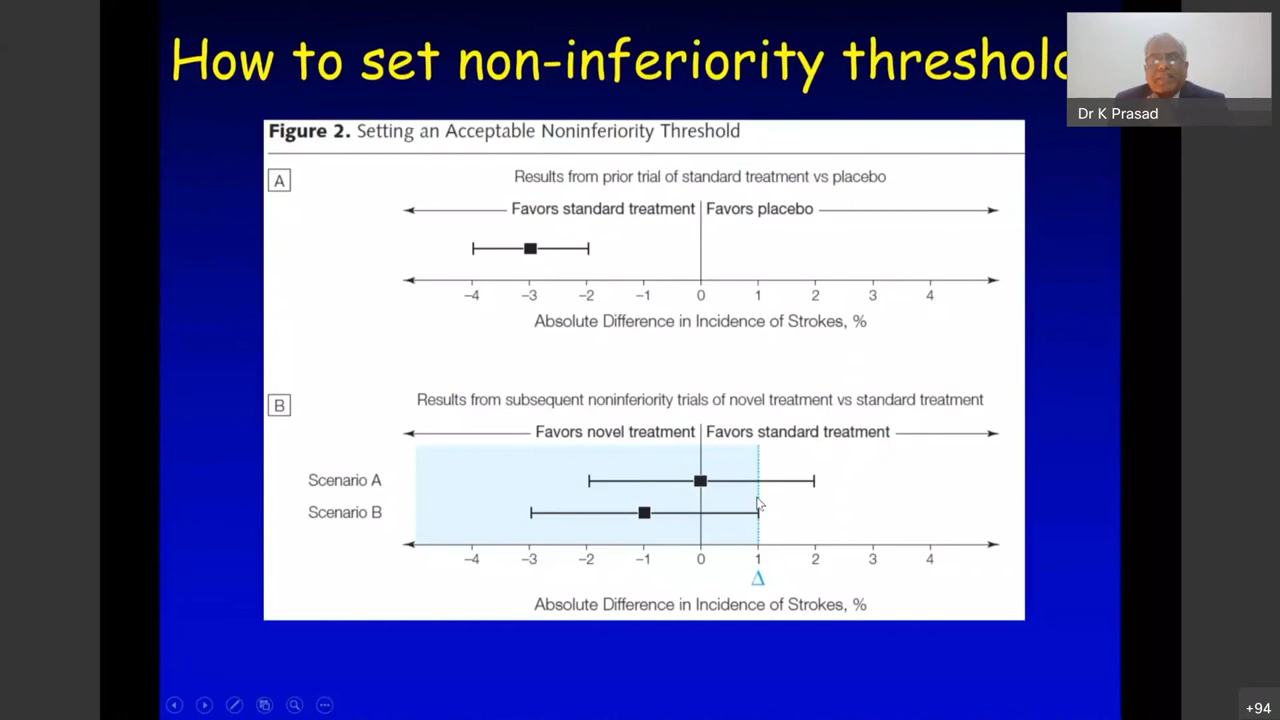 How to set non-inferiority threshold
Dr K Prasad
Figure 2. Setting an Acceptable Noninferiority Threshold
A
Results from prior trial of standard treatment vs placebo
Favors standard treatment Favors placebo
−4 −3 −2 −1 0 1 2 3 4
Absolute Difference in Incidence of Strokes, %
B
Results from subsequent noninferiority trials of novel treatment vs standard treatment
Favors novel treatment Favors standard treatment
Scenario A
Scenario B
−4 −3 −2 −1 0 1 2 3 4
Δ
Absolute Difference in Incidence of Strokes, %
+94